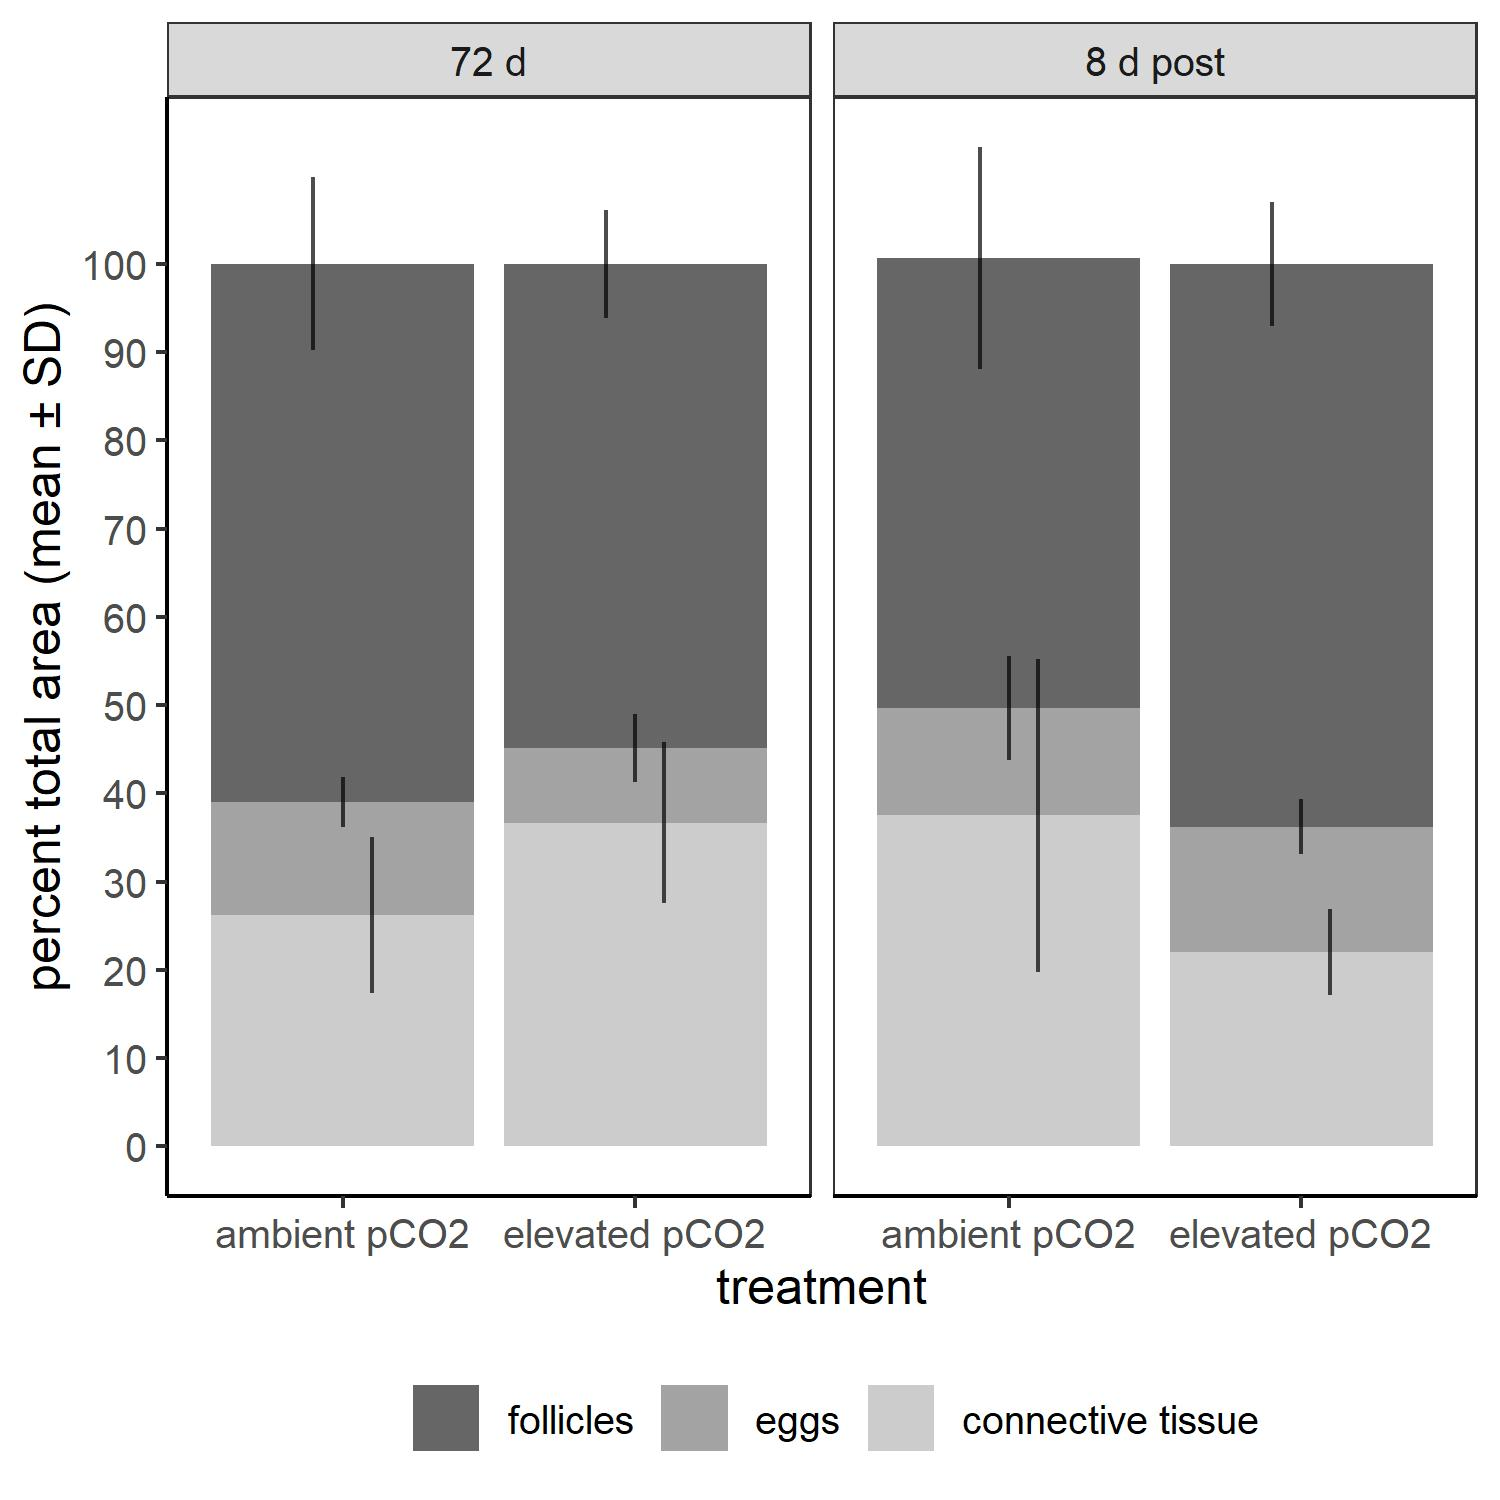 72 d
8 d post
percent total area (mean ± SD)
100
90
80
70
60
50
40
30
20
10
0
ambient pCO2 elevated pCO2
ambient pCO2 elevated pCO2
treatment
follicles eggs connective tissue